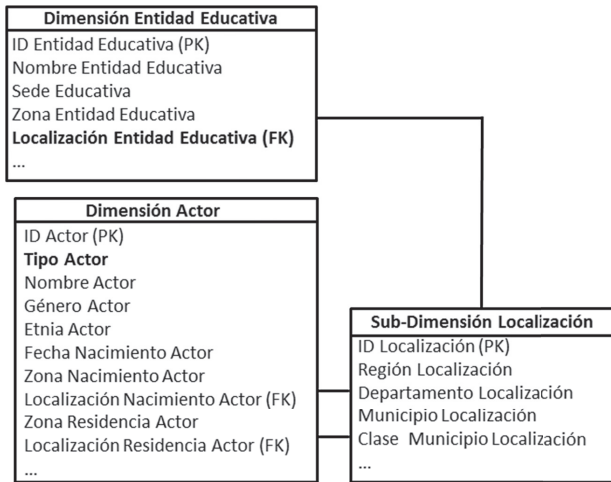 Dimensión Entidad Educativa
ID Entidad Educativa (PK)
Nombre Entidad Educativa
Sede Educativa
Zona Entidad Educativa
Localización Entidad Educativa (FK)
...
Dimensión Actor
ID Actor (PK)
Tipo Actor
Nombre Actor
Género Actor
Etnia Actor
Fecha Nacimiento Actor
Zona Nacimiento Actor
Localización Nacimiento Actor (FK)
Zona Residencia Actor
Localización Residencia Actor (FK)
...
Sub-Dimensión Localización
ID Localización (PK)
Región Localización
Departamento Localización
Municipio Localización
Clase Municipio Localización
...